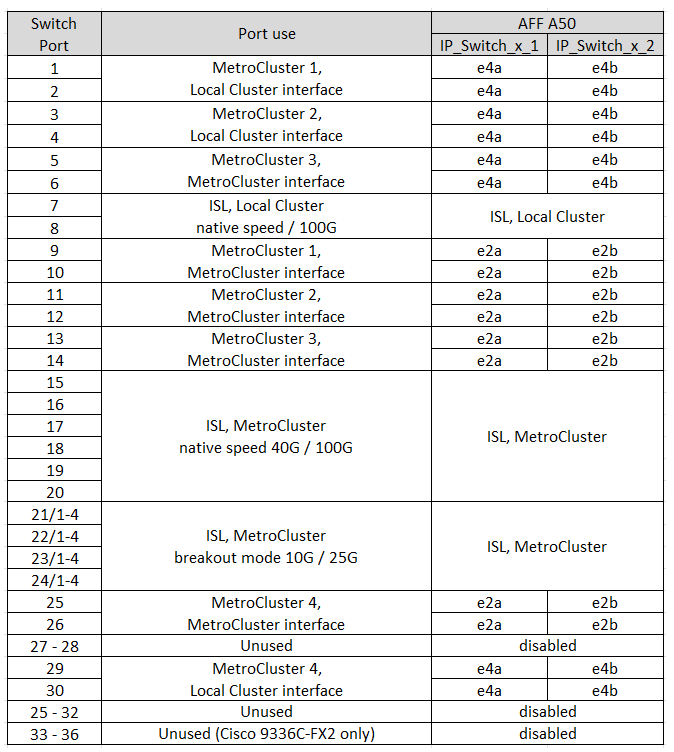 Switch Port Port use AFF A50
IP_Switch_x_1 IP_Switch_x_2
1 MetroCluster 1, e4a e4b
2 Local Cluster interface e4a e4b
3 MetroCluster 2, e4a e4b
4 Local Cluster interface e4a e4b
5 MetroCluster 3, e4a e4b
6 MetroCluster interface e4a e4b
7 ISL, Local Cluster
8 native speed / 100G ISL, Local Cluster
9 MetroCluster 1, e2a e2b
10 MetroCluster interface e2a e2b
11 MetroCluster 2, e2a e2b
12 MetroCluster interface e2a e2b
13 MetroCluster 3, e2a e2b
14 MetroCluster interface e2a e2b
15
16
17 ISL, MetroCluster
18 native speed 40G / 100G ISL, MetroCluster
19
20
21/1-4
22/1-4 ISL, MetroCluster
23/1-4 breakout mode 10G / 25G ISL, MetroCluster
24/1-4
25 MetroCluster 4, e2a e2b
26 MetroCluster interface e2a e2b
27 - 28 Unused disabled
29 MetroCluster 4, e4a e4b
30 Local Cluster interface e4a e4b
25 - 32 Unused disabled
33 - 36 Unused (Cisco 9336C-FX2 only) disabled